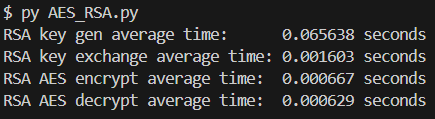 $ py AES_RSA.py
RSA key gen average time:      0.065638 seconds
RSA key exchange average time: 0.001603 seconds
RSA AES encrypt average time:  0.000667 seconds
RSA AES decrypt average time:  0.000629 seconds